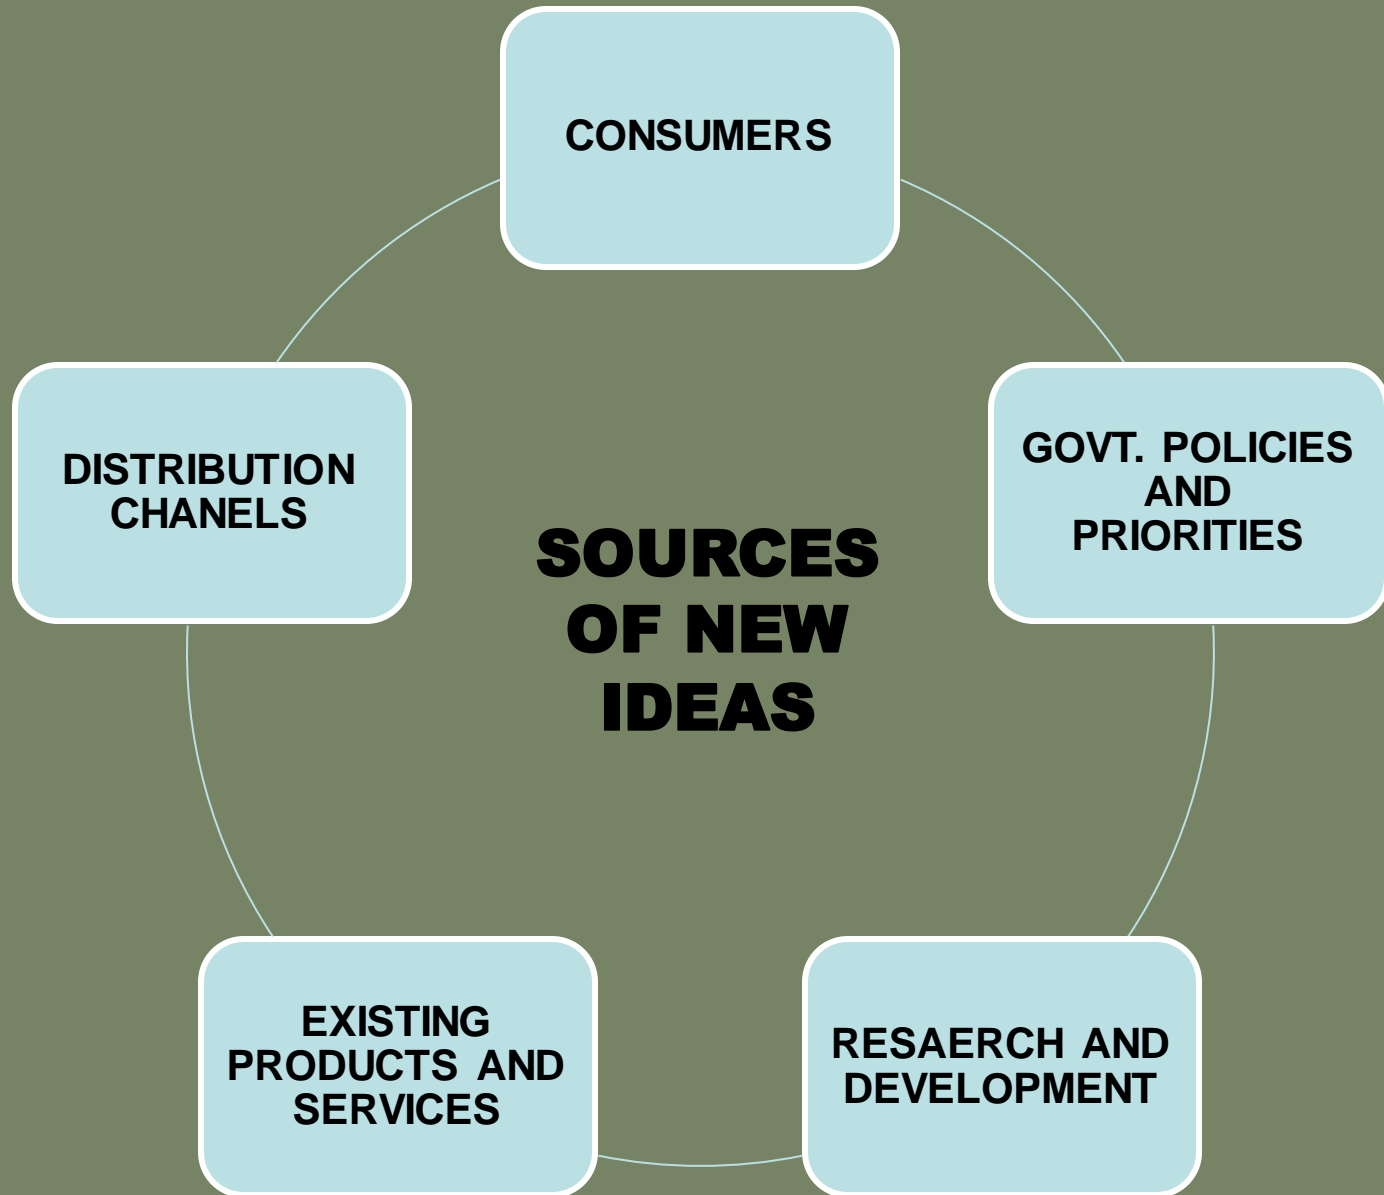 CONSUMERS
GOVT. POLICIES
AND
PRIORITIES
RESAERCH AND
DEVELOPMENT
EXISTING
PRODUCTS AND
SERVICES
DISTRIBUTION
CHANELS
SOURCES
OF NEW
IDEAS